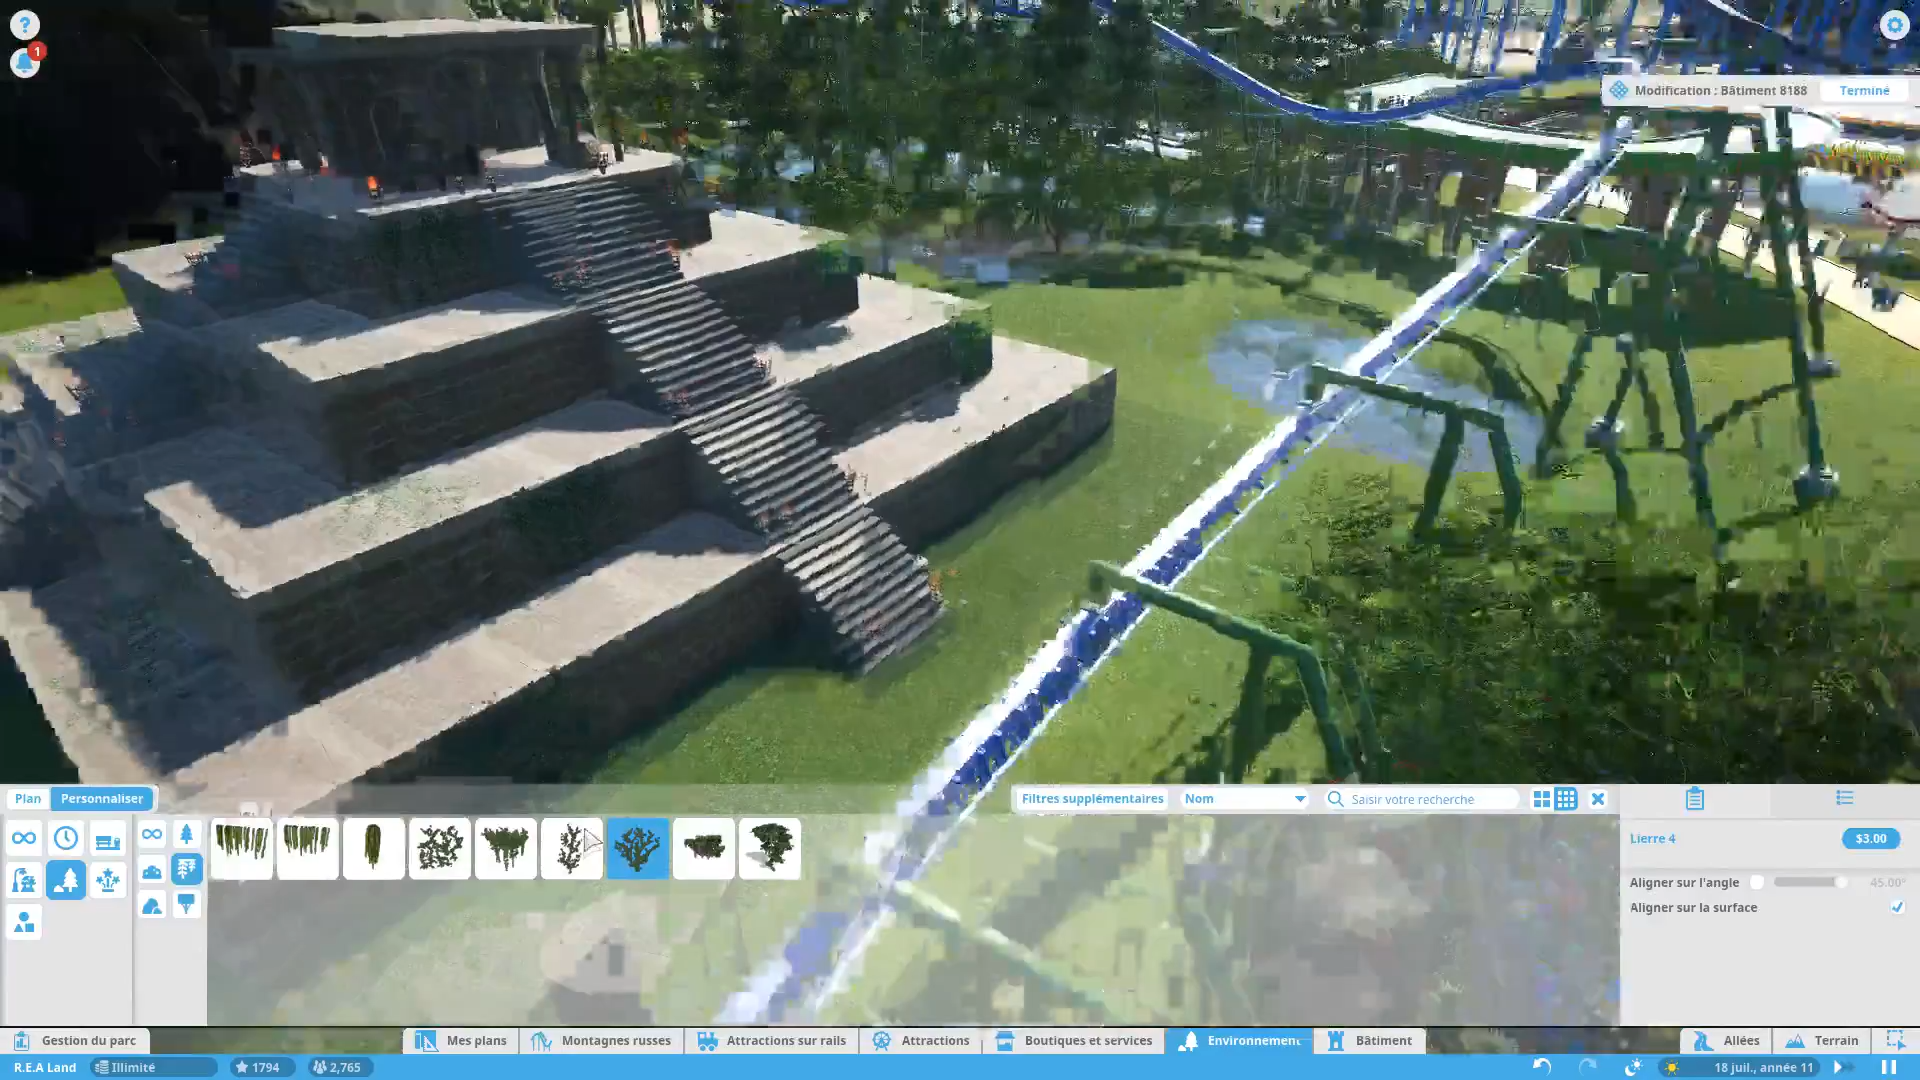 ?
1
Modification : Bâtiment 8188
Terminé
Plan
Personnaliser
Filtres supplémentaires
Nom
Saisir votre recherche
Lierre 4
$3.00
Aligner sur l'angle
45.00°
Aligner sur la surface
Gestion du parc
Mes plans
Montagnes russes
Attractions sur rails
Attractions
Boutiques et services
Environnement
Bâtiment
Allées
Terrain
R.E.A Land
Illimité
1794
2,765
18 juil., année 11